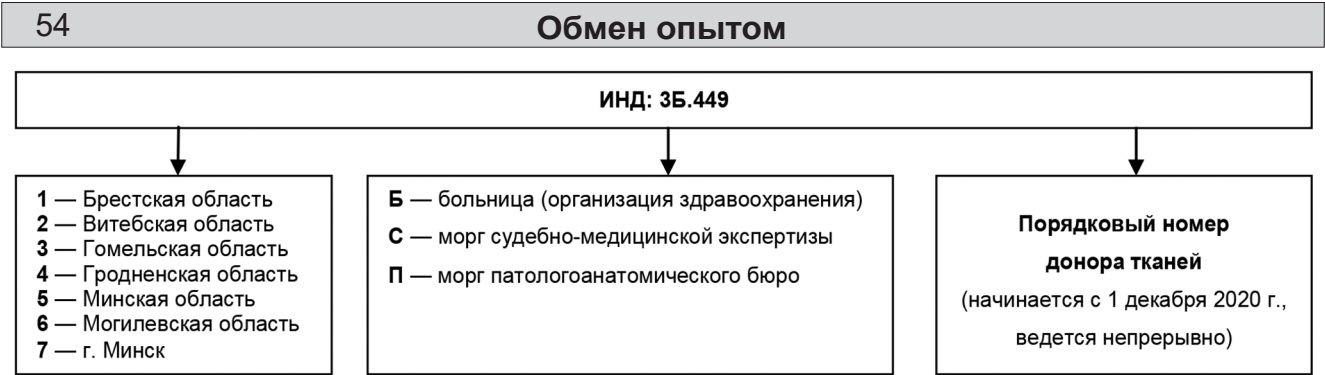 54
Обмен опытом
ИНД: 3Б.449
1 — Брестская область
2 — Витебская область
3 — Гомельская область
4 — Гродненская область
5 — Минская область
6 — Могилевская область
7 — г. Минск
Б — больница (организация здравоохранения)
С — морг судебно-медицинской экспертизы
П — морг патологоанатомического бюро
Порядковый номер
донора тканей
(начинается с 1 декабря 2020 г.,
ведется непрерывно)